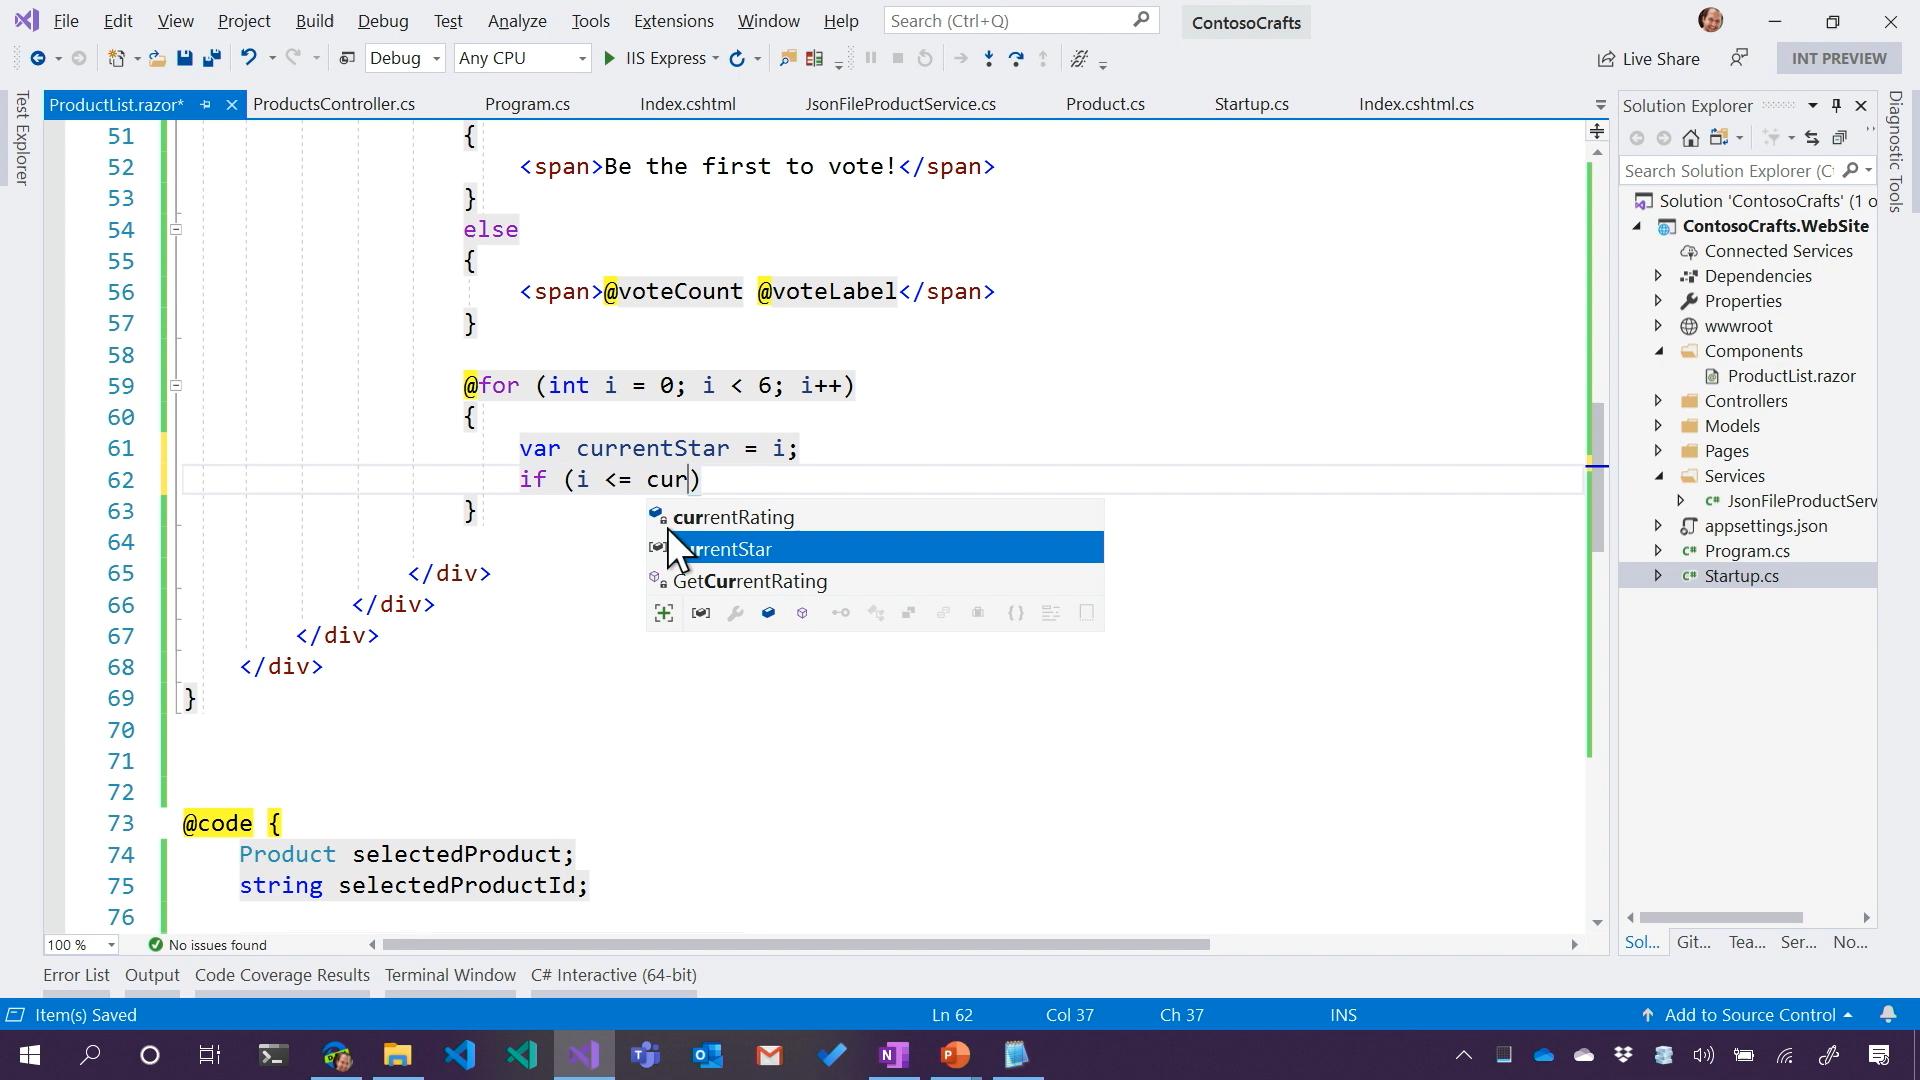 File Edit View Project Build Debug Test Analyze Tools Extensions Window Help Search (Ctrl+Q) ContosoCrafts
Debug Any CPU IIS Express Live Share INT PREVIEW
ProductList.razor* ProductsController.cs Program.cs Index.cshtml JsonFileProductService.cs Product.cs Startup.cs Index.cshtml.cs
Test Explorer
51 {
52 <span>Be the first to vote!</span>
53 }
54 else
55 {
56 <span>@voteCount @voteLabel</span>
57 }
58
59 @for (int i = 0; i < 6; i++)
60 {
61 var currentStar = i;
62 if (i <= cur)
63 }
64
65 </div>
66 </div>
67 </div>
68 </div>
69 }
70
71
72
73 @code {
74 Product selectedProduct;
75 string selectedProductId;
76
currentRating
rrentStar
GetCurrentRating
Solution Explorer
Search Solution Explorer (Ct
Solution 'ContosoCrafts' (1 o
ContosoCrafts.WebSite
Connected Services
Dependencies
Properties
wwwroot
Components
ProductList.razor
Controllers
Models
Pages
Services
C# JsonFileProductServ
appsettings.json
C# Program.cs
C# Startup.cs
Sol... Git... Tea... Ser... No...
Diagnostic Tools
100 % No issues found
Error List Output Code Coverage Results Terminal Window C# Interactive (64-bit)
Item(s) Saved Ln 62 Col 37 Ch 37 INS Add to Source Control